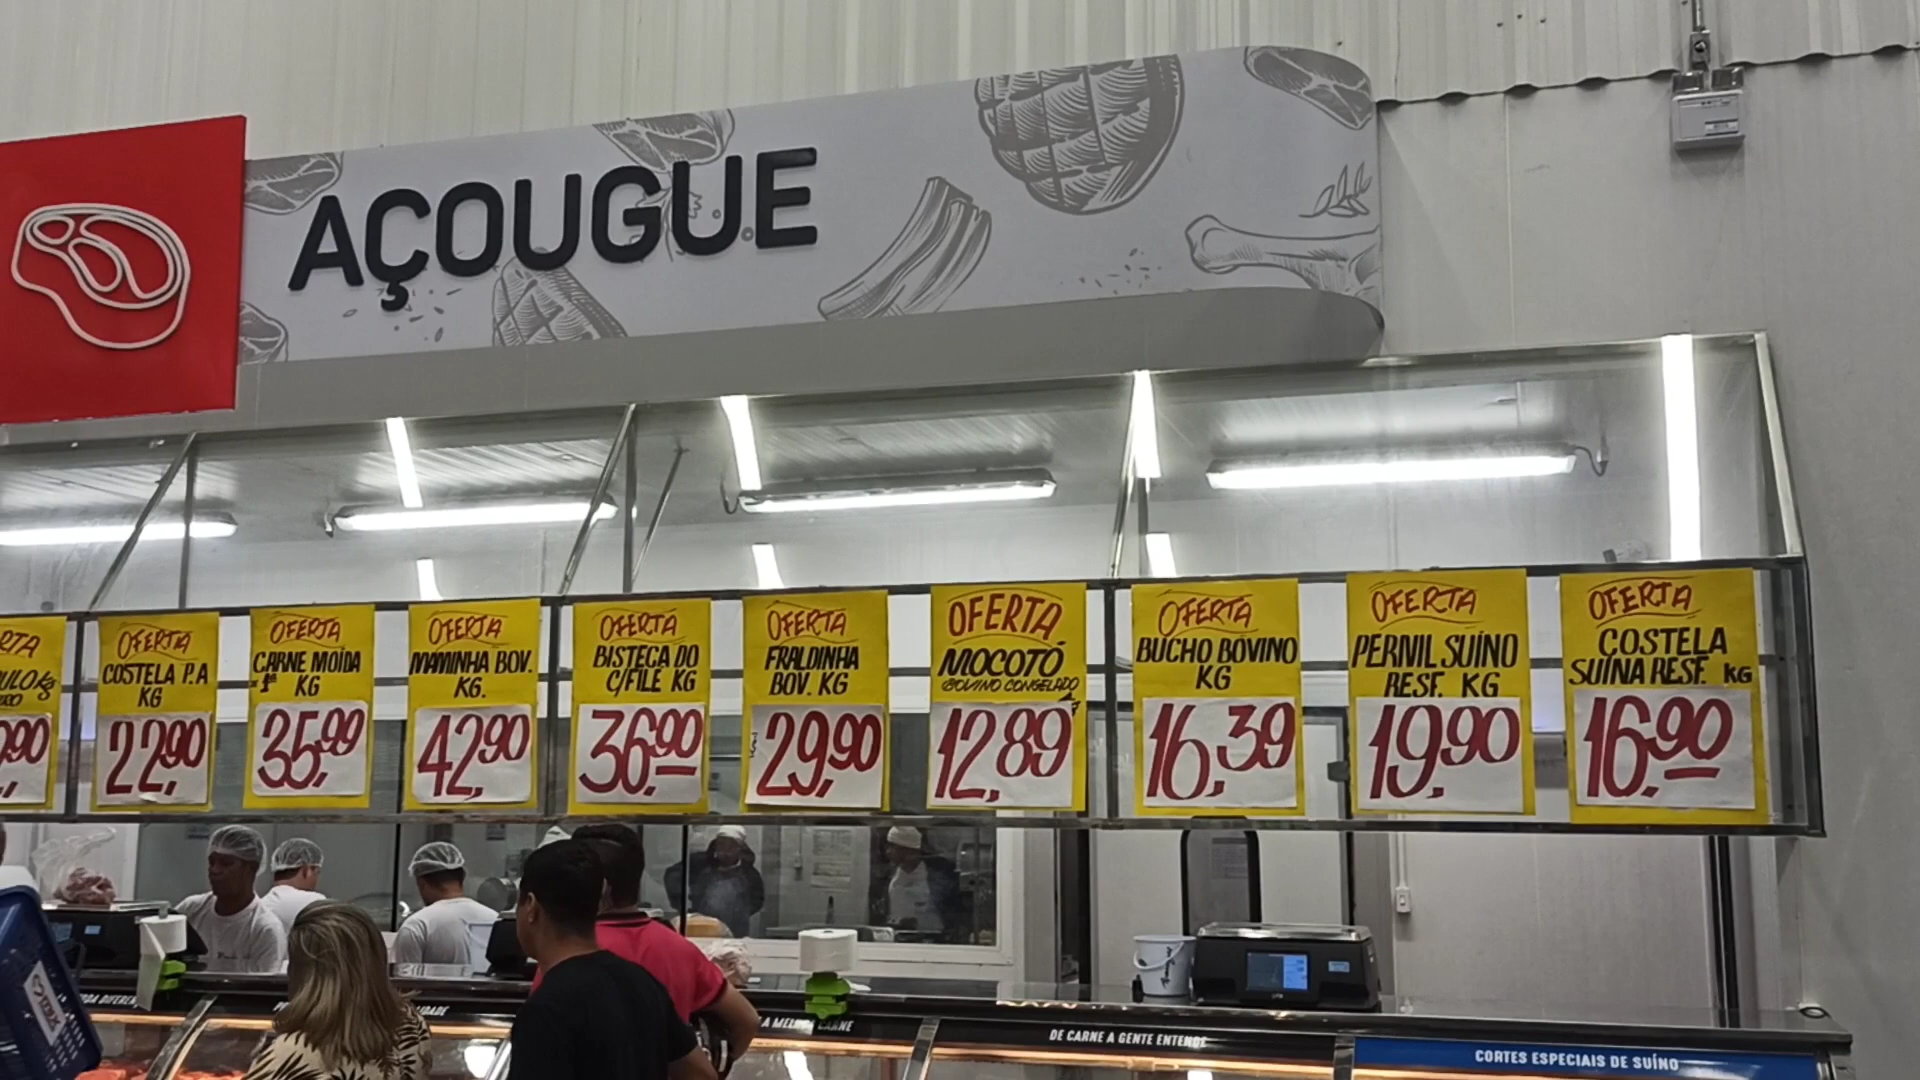 AÇOUGUE
OFERTA
COSTELA P.A
KG
22,90
OFERTA
CARNE MOÍDA
1ª KG
35,99
OFERTA
MAMINHA BOV.
KG.
42,90
OFERTA
BISTECA DO
C/FILÉ KG
36,90
OFERTA
FRALDINHA
BOV. KG
29,90
OFERTA
MOCOTÓ
BOVINO CONGELADO
12,89
OFERTA
BUCHO BOVINO
KG
16,39
OFERTA
PERNIL SUÍNO
RESF. KG
19,90
OFERTA
COSTELA
SUINA RESF. KG
16,90
DE CARNE A GENTE ENTENDE
CORTES ESPECIAIS DE SUÍNO